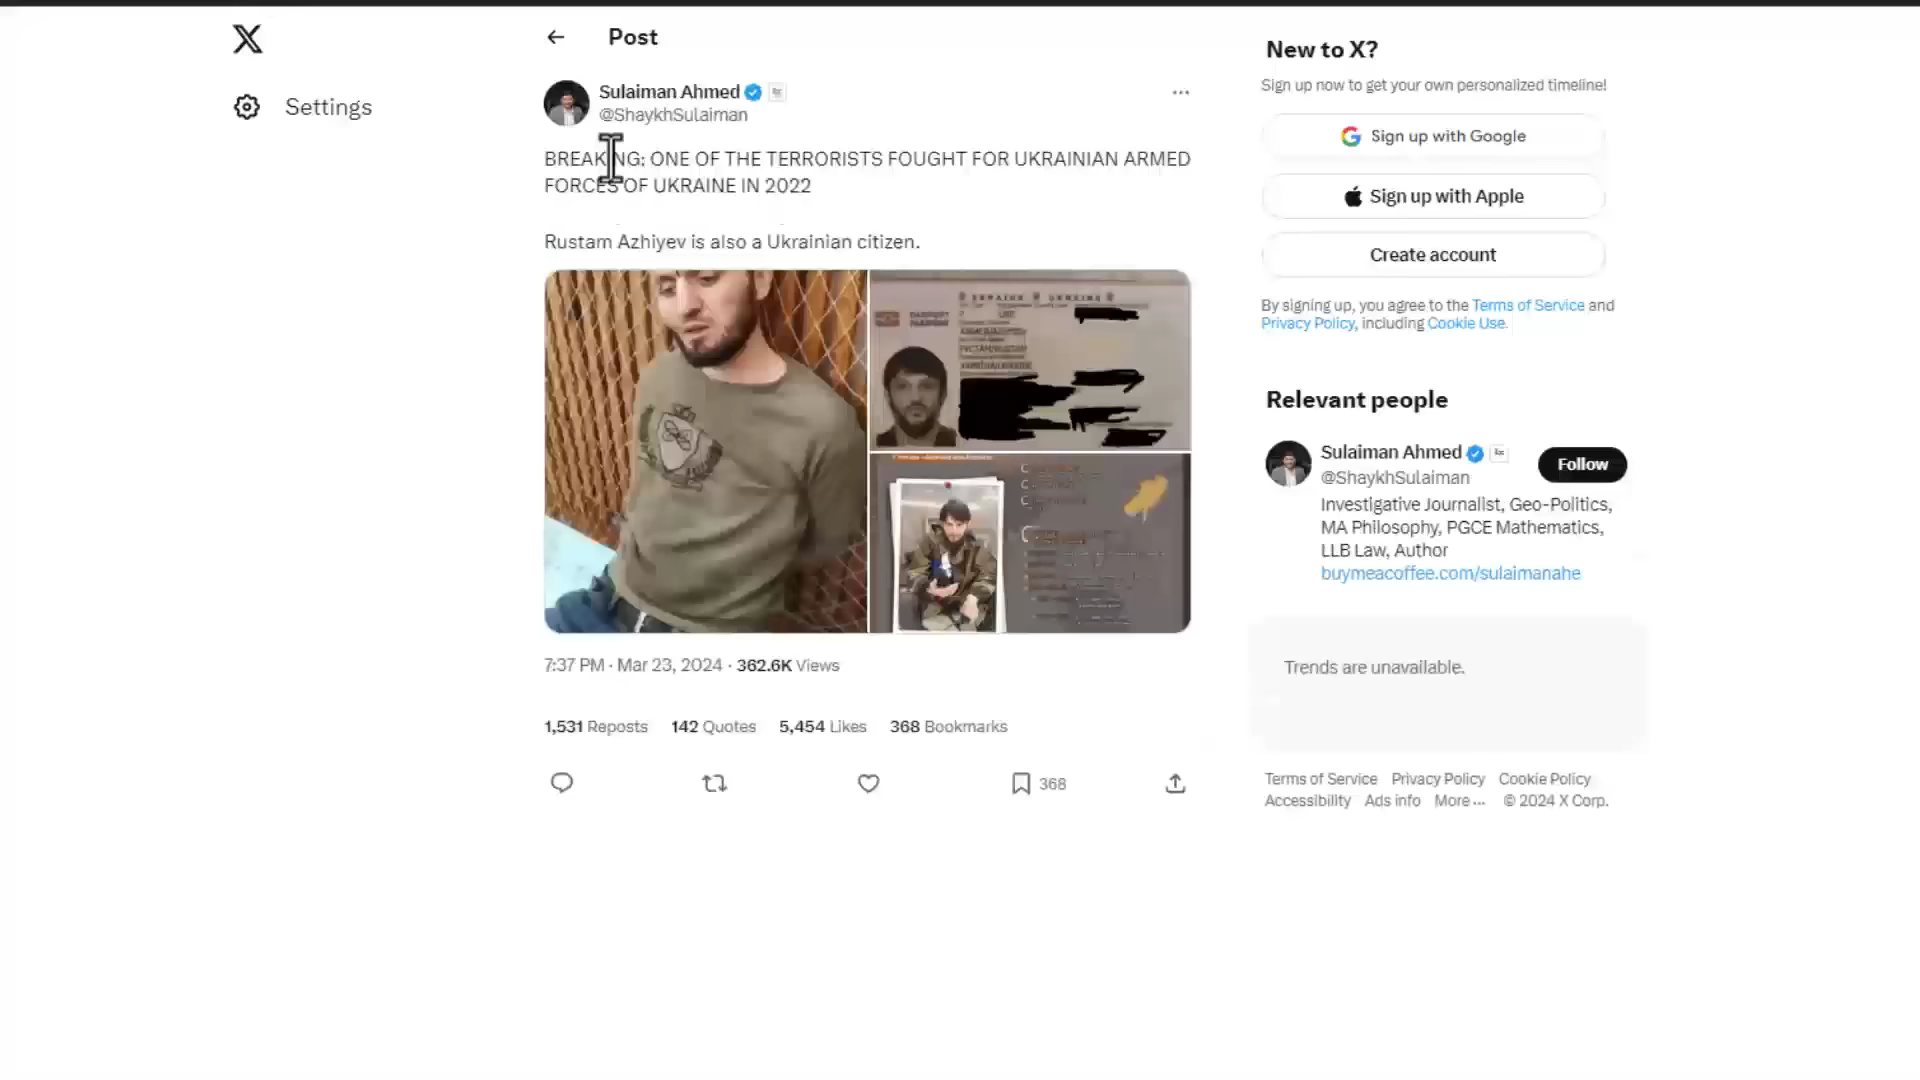 Post
Settings
Sulaiman Ahmed
@ShaykhSulaiman
BREAKING: ONE OF THE TERRORISTS FOUGHT FOR UKRAINIAN ARMED
FORCES OF UKRAINE IN 2022
Rustam Azhiyev is also a Ukrainian citizen.
7:37 PM · Mar 23, 2024 · 362.6K Views
1,531 Reposts 142 Quotes 5,454 Likes 368 Bookmarks
368
New to X?
Sign up now to get your own personalized timeline!
Sign up with Google
Sign up with Apple
Create account
By signing up, you agree to the Terms of Service and
Privacy Policy, including Cookie Use.
Relevant people
Sulaiman Ahmed
@ShaykhSulaiman
Follow
Investigative Journalist, Geo-Politics,
MA Philosophy, PGCE Mathematics,
LLB Law, Author
buymeacoffee.com/sulaimanahe
Trends are unavailable.
Terms of Service Privacy Policy Cookie Policy
Accessibility Ads info More ... © 2024 X Corp.